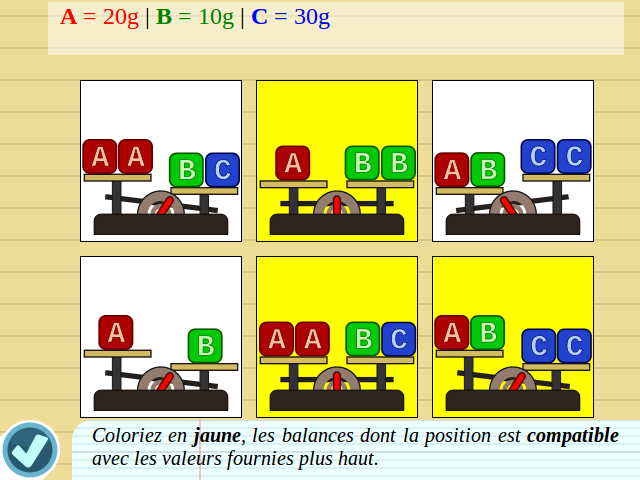 A = 20g | B = 10g | C = 30g
A A B C
A B B
A B C C
A B
A A B C
A B C C
Coloriez en jaune, les balances dont la position est compatible
avec les valeurs fournies plus haut.